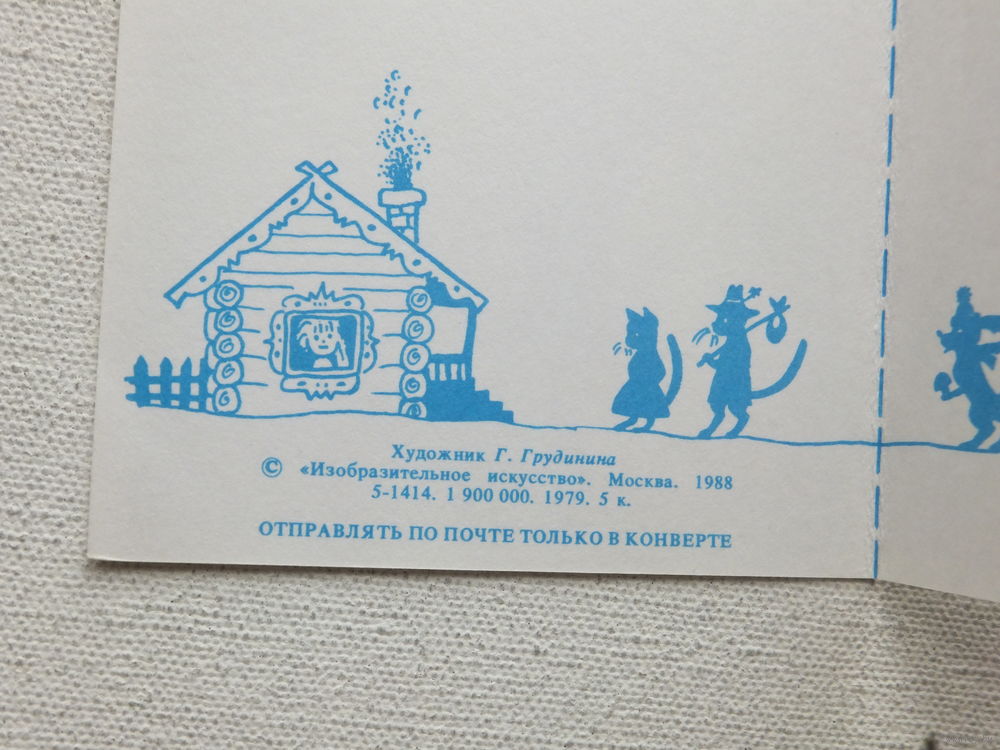 Художник Г. Грудинина
© «Изобразительное искусство». Москва. 1988
5-1414. 1 900 000. 1979. 5 к.
ОТПРАВЛЯТЬ ПО ПОЧТЕ ТОЛЬКО В КОНВЕРТЕ